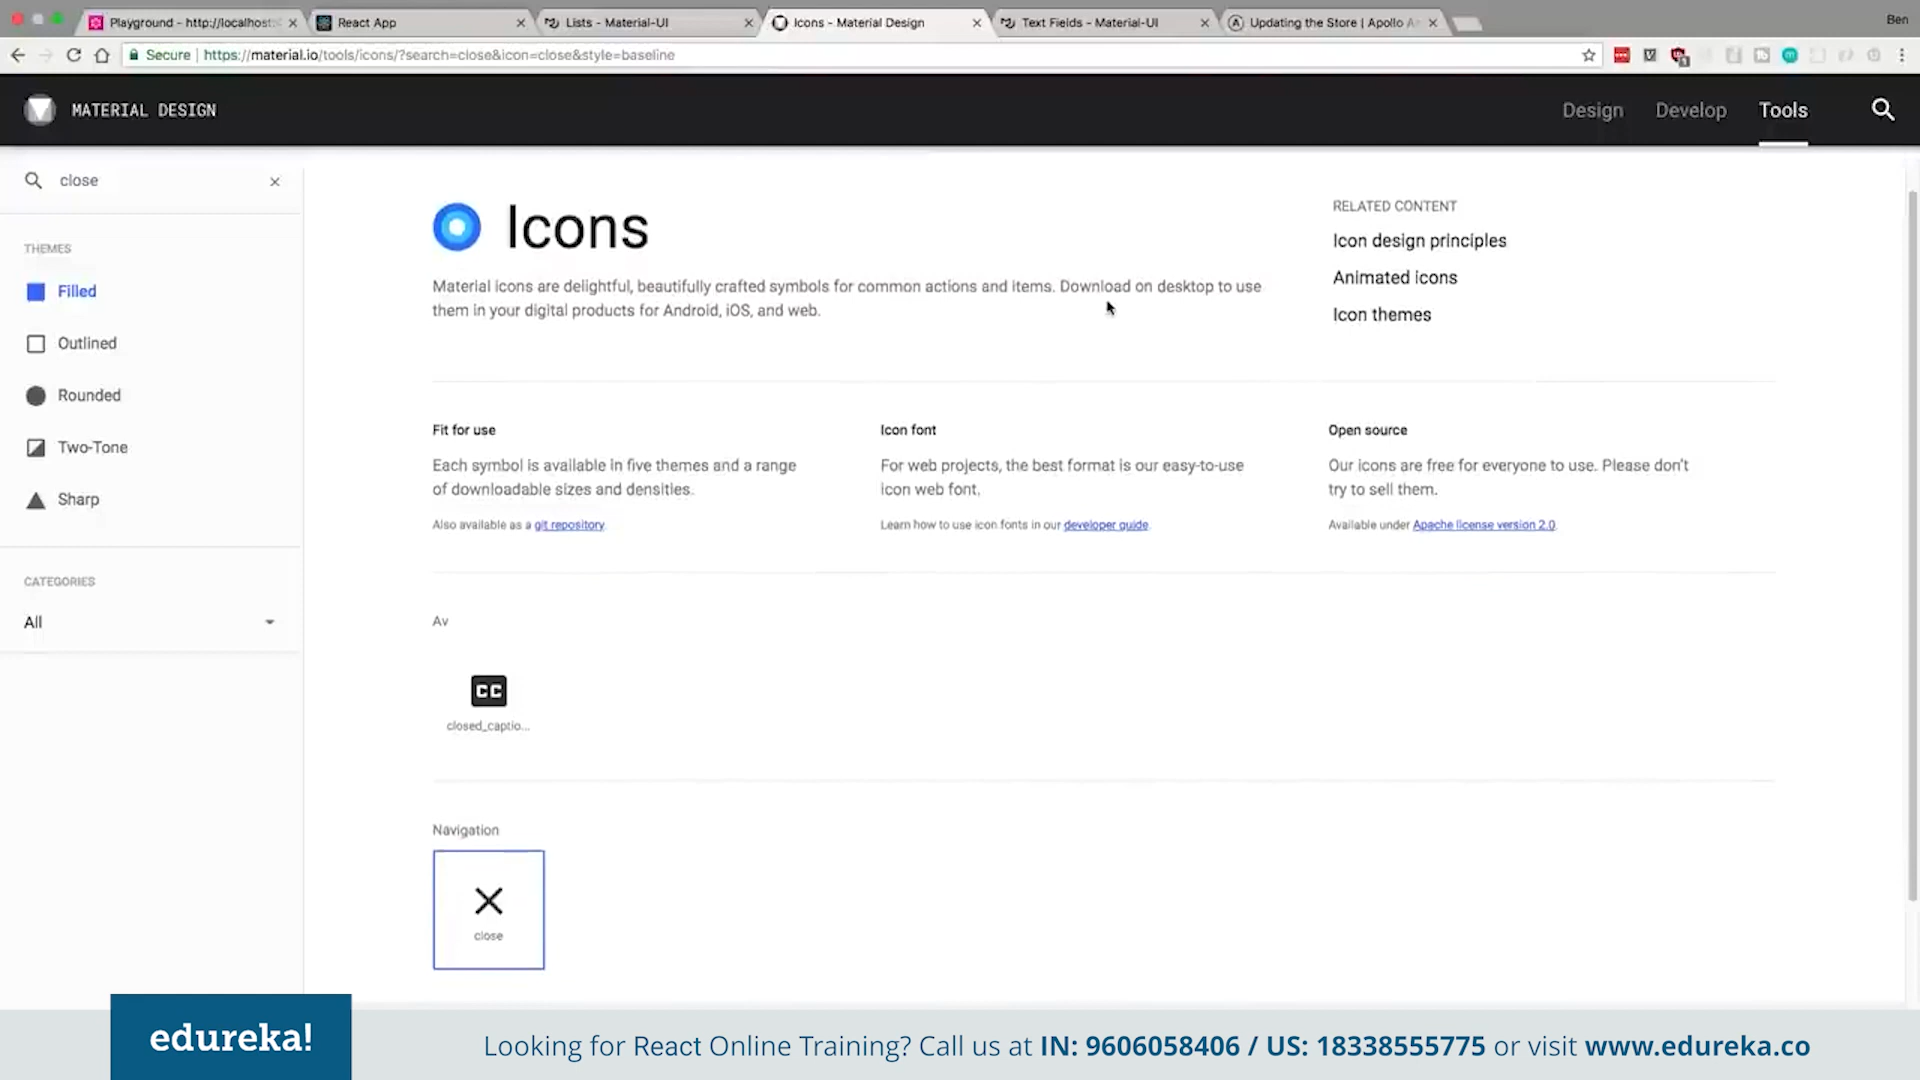 Playground - http://localhost:
React App
Lists - Material-UI
Icons - Material Design
Text Fields - Material-UI
Updating the Store | Apollo
Ben
Secure
https://material.io/tools/icons/?search=close&icon=close&style=baseline
MATERIAL DESIGN
Design
Develop
Tools
close
THEMES
Filled
Outlined
Rounded
Two-Tone
Sharp
CATEGORIES
All
Icons
Material icons are delightful, beautifully crafted symbols for common actions and items. Download on desktop to use
them in your digital products for Android, iOS, and web.
RELATED CONTENT
Icon design principles
Animated icons
Icon themes
Fit for use
Each symbol is available in five themes and a range
of downloadable sizes and densities.
Also available as a git repository.
Icon font
For web projects, the best format is our easy-to-use
icon web font.
Learn how to use icon fonts in our developer guide.
Open source
Our icons are free for everyone to use. Please don't
try to sell them.
Available under Apache license version 2.0.
Av
CC
closed_captio...
Navigation
close
edureka!
Looking for React Online Training? Call us at IN: 9606058406 / US: 18338555775 or visit www.edureka.co